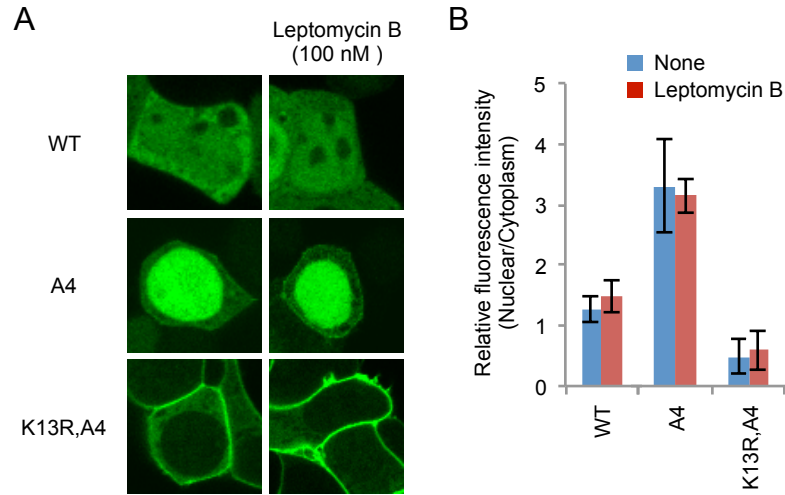 A
Leptomycin B
(100 nM )
WT
A4
K13R,A4
B
None
Leptomycin B
Relative fluorescence intensity
(Nuclear/Cytoplasm)
5
4
3
2
1
0
WT
A4
K13R,A4